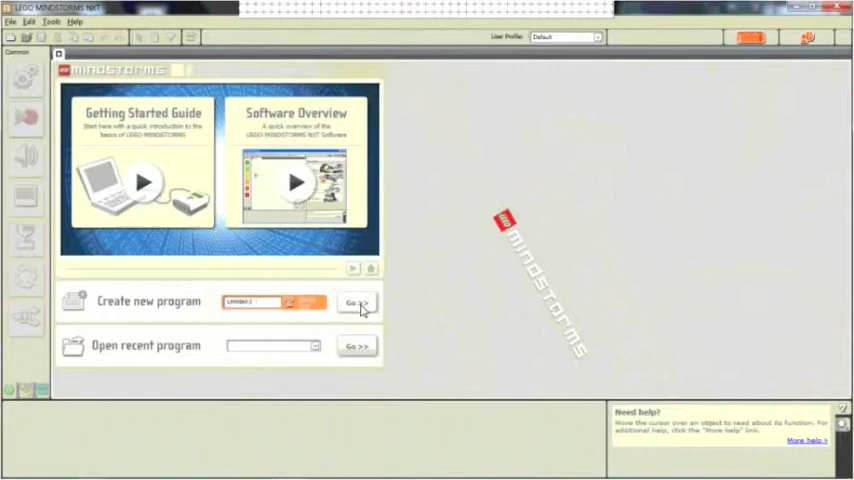 LEGO MINDSTORMS NXT
File Edit Tools Help
User Profile: Default
Common
LEGO mindstorms
Getting Started Guide
Start here with a quick introduction to the
basics of LEGO MINDSTORMS
Software Overview
A quick overview of the
LEGO MINDSTORMS NXT Software
Create new program
Go >>
Open recent program
Go >>
LEGO mindstorms
Need help?
Move the cursor over an object to read about its function. For
additional help, click the "More help" link.
More help >
?